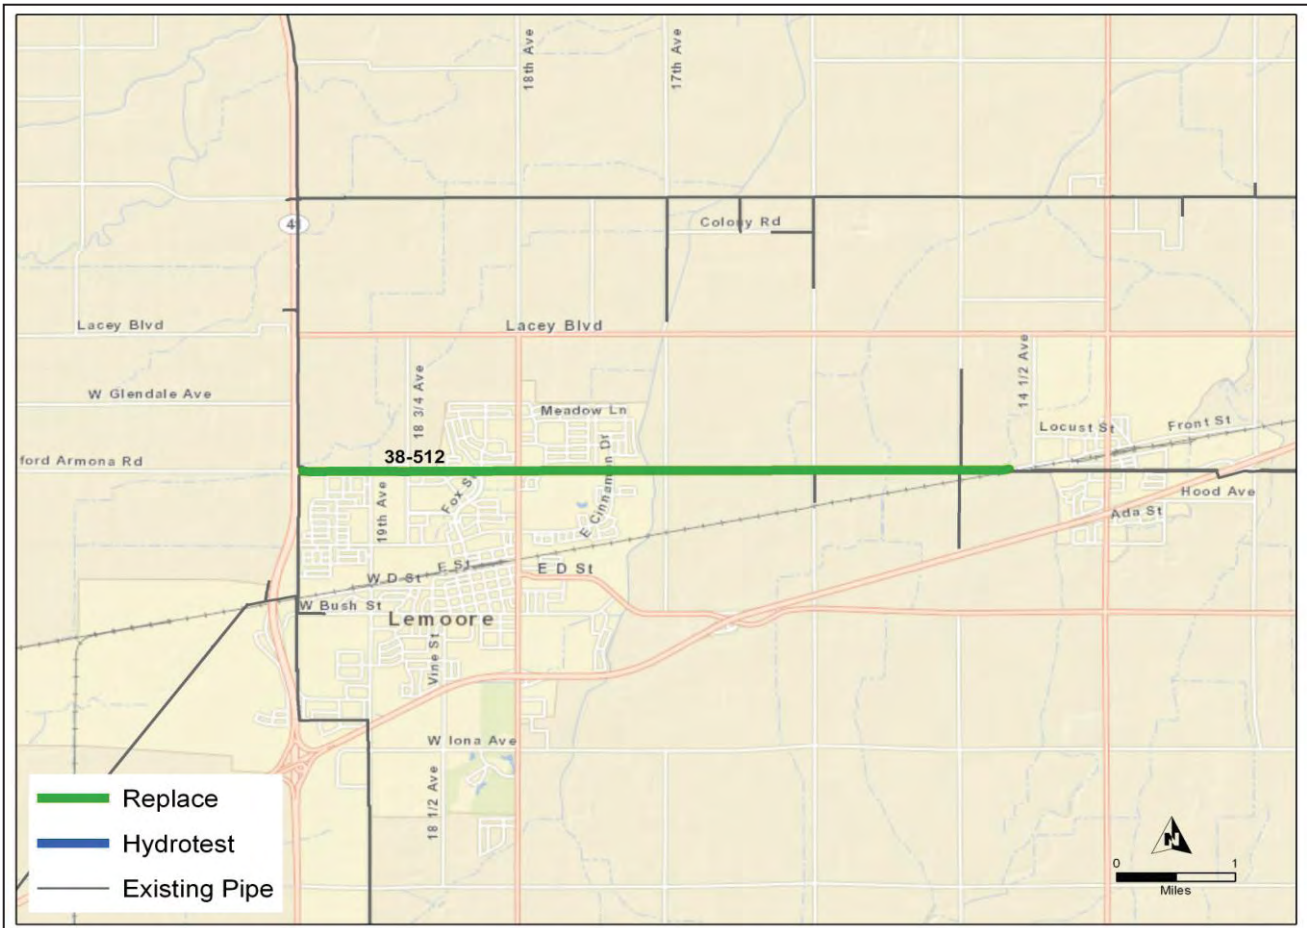 18th Ave
17th Ave
41
Colony Rd
Lacey Blvd
Lacey Blvd
W Glendale Ave
18 3/4 Ave
Meadow Ln
14 1/2 Ave
Locust St
Front St
ford Armona Rd
38-512
Fox St
E Cinnamon Dr
19th Ave
Hood Ave
Ada St
W D St
E St
E D St
W Bush St
Lemoore
Vine St
W Iona Ave
18 1/2 Ave
Replace
Hydrotest
Existing Pipe
N
0 1
Miles